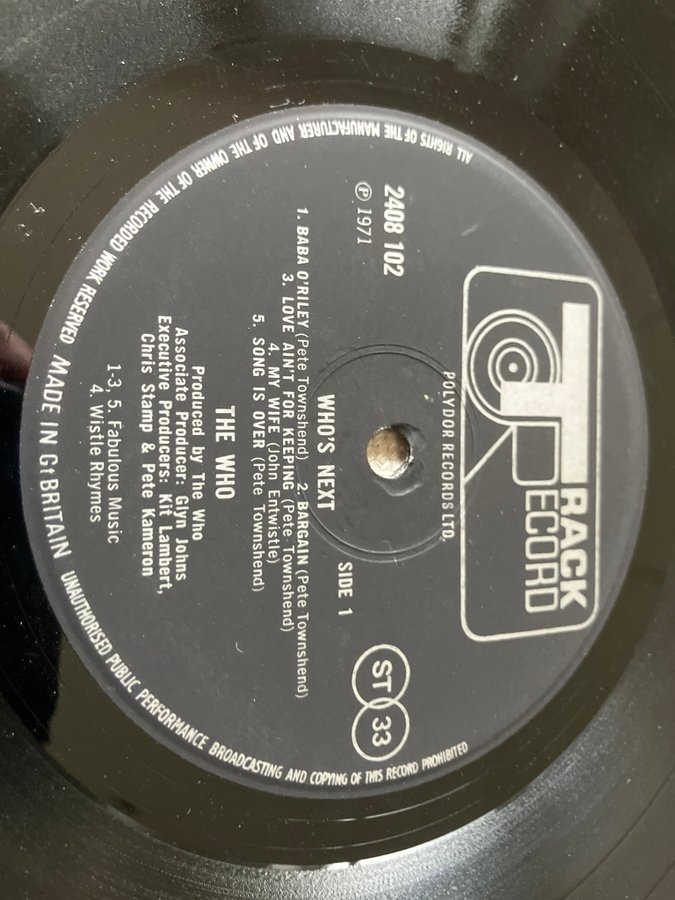 TRACK
RECORD
POLYDOR RECORDS LTD.
2408 102
℗ 1971
SIDE 1
ST 33
WHO'S NEXT
1. BABA O'RILEY (Pete Townshend) 2. BARGAIN (Pete Townshend)
3. LOVE AIN'T FOR KEEPING (Pete Townshend)
4. MY WIFE (John Entwistle)
5. SONG IS OVER (Pete Townshend)
THE WHO
Produced by The Who
Associate Producer: Glyn Johns
Executive Producers: Kit Lambert,
Chris Stamp & Pete Kameron
1-3, 5. Fabulous Music
4. Wistle Rhymes
ALL RIGHTS OF THE MANUFACTURER AND OF THE OWNER OF THE RECORDED WORK RESERVED MADE IN Gt BRITAIN UNAUTHORISED PUBLIC PERFORMANCE BROADCASTING AND COPYING OF THIS RECORD PROHIBITED